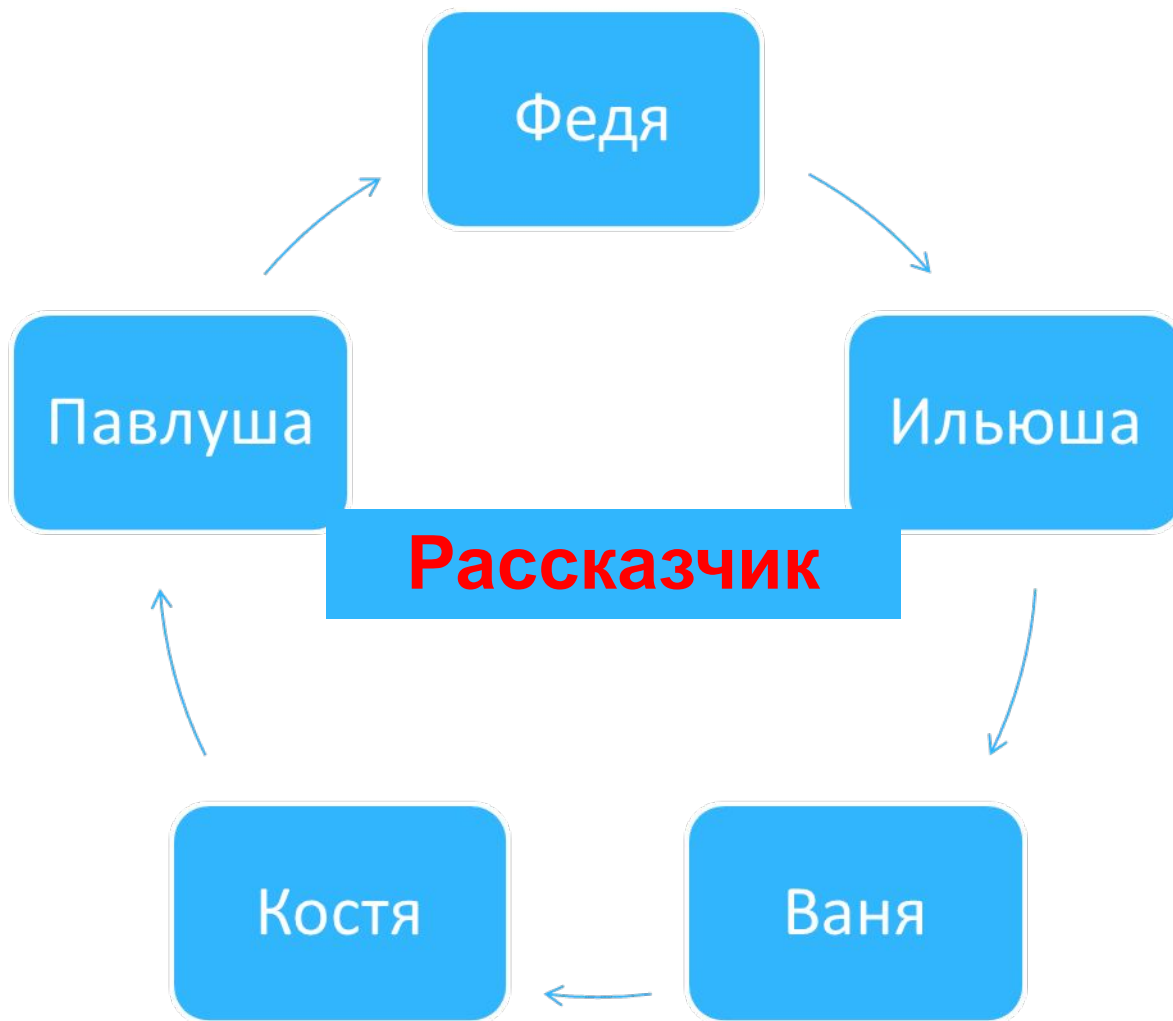 Федя
Павлуша
Ильюша
Рассказчик
Костя
Ваня